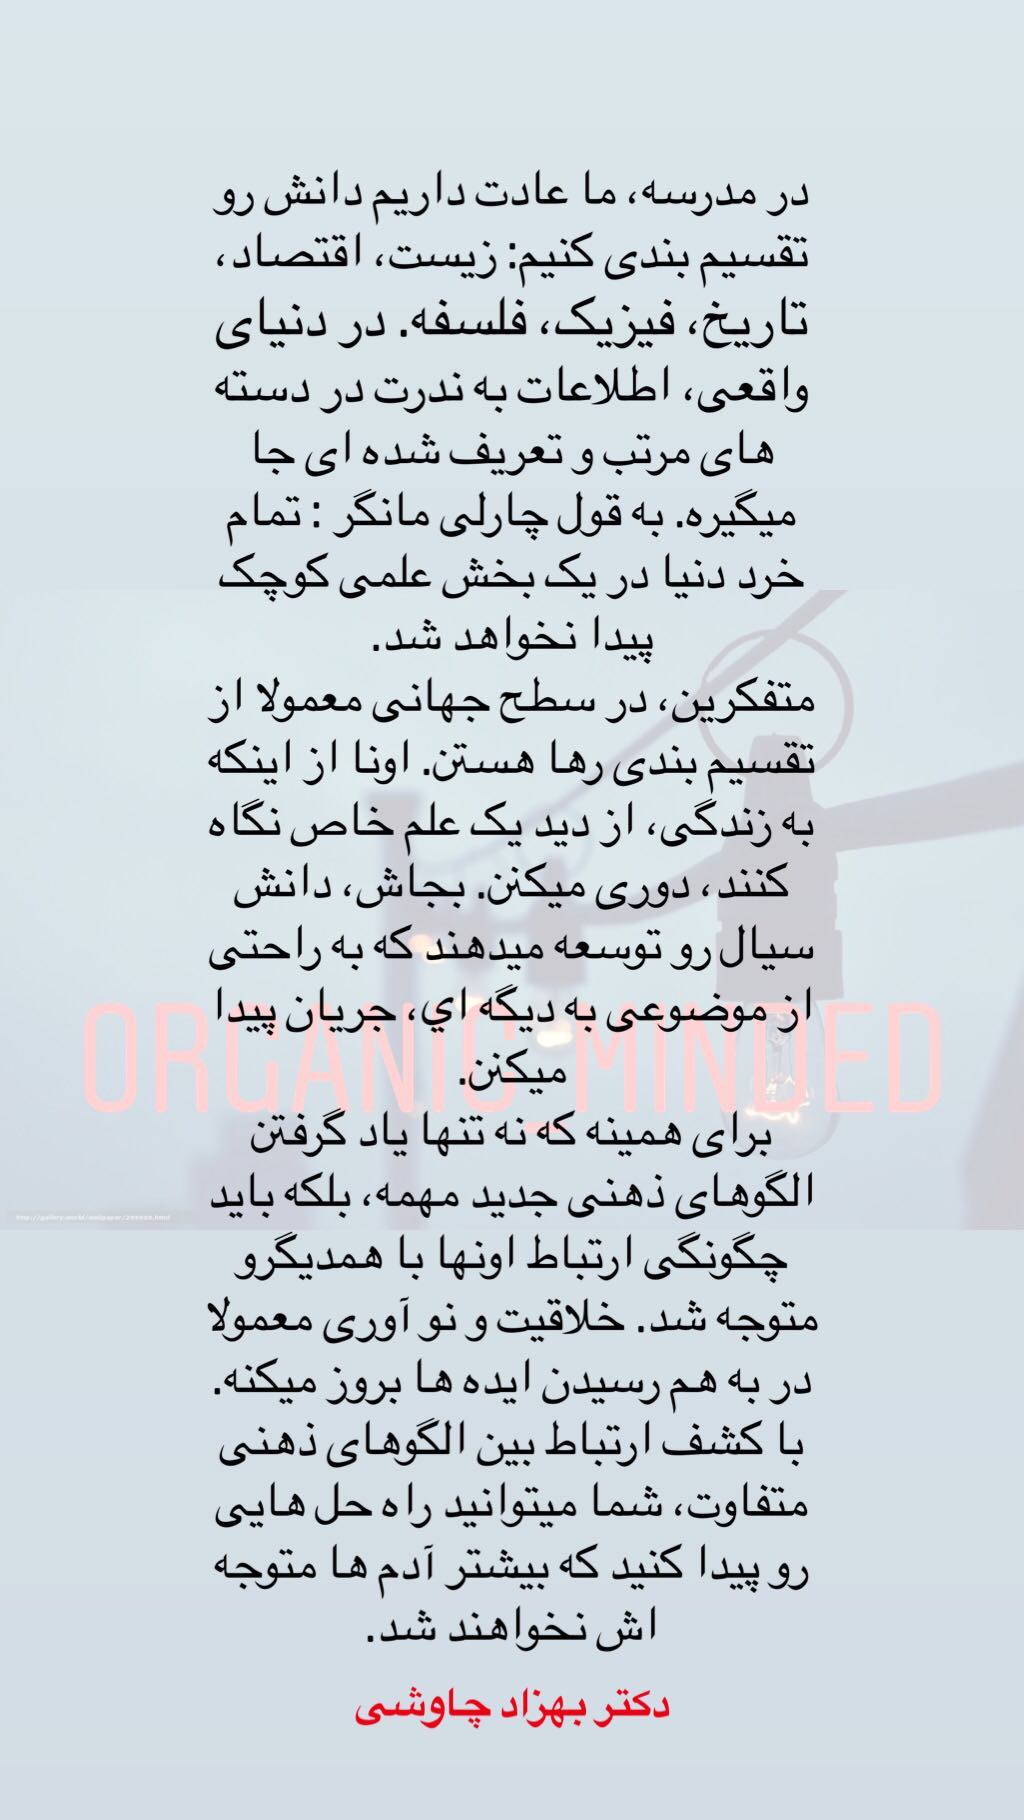 در مدرسه، ما عادت داریم دانش رو
تقسیم بندی کنیم: زیست، اقتصاد،
تاریخ، فیزیک، فلسفه. در دنیای
واقعی، اطلاعات به ندرت در دسته
های مرتب و تعریف شده ای جا
میگیره. به قول چارلی مانگر : تمام
خرد دنیا در یک بخش علمی کوچک
پیدا نخواهد شد.
متفکرین، در سطح جهانی معمولا از
تقسیم بندی رها هستن. اونا از اینکه
به زندگی، از دید یک علم خاص نگاه
کنند، دوری میکنن. بجاش، دانش
سیال رو توسعه میدهند که به راحتی
از موضوعی به دیگه اي، جریان پیدا
میکنن.
ORGANIC_MINDED
برای همینه که نه تنها یاد گرفتن
الگوهای ذهنی جدید مهمه، بلکه باید
http://gallery.world/wallpaper/266488.html
چگونگی ارتباط اونها با همدیگرو
متوجه شد. خلاقیت و نو آوری معمولا
در به هم رسیدن ایده ها بروز میکنه.
با کشف ارتباط بین الگوهای ذهنی
متفاوت، شما میتوانید راه حل هایی
رو پیدا کنید که بیشتر آدم ها متوجه
اش نخواهند شد.
دکتر بهزاد چاوشی